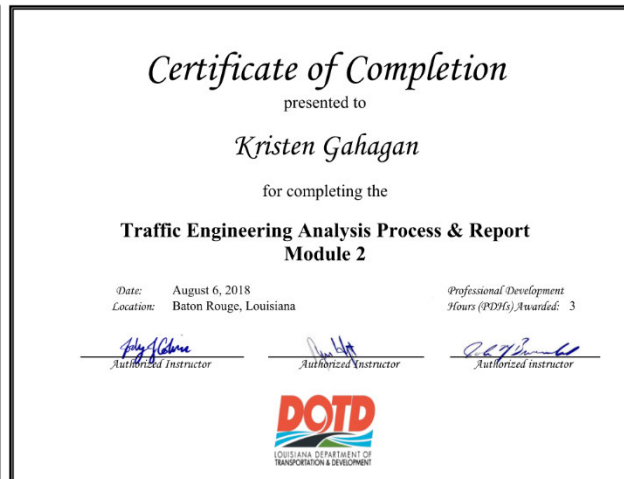 Certificate of Completion
presented to
Kristen Gahagan
for completing the
Traffic Engineering Analysis Process & Report
Module 2
Date: August 6, 2018
Location: Baton Rouge, Louisiana
Professional Development
Hours (PDHs) Awarded: 3
Authorized Instructor
Authorized Instructor
Authorized instructor
DOTD
LOUISIANA DEPARTMENT OF
TRANSPORTATION & DEVELOPMENT